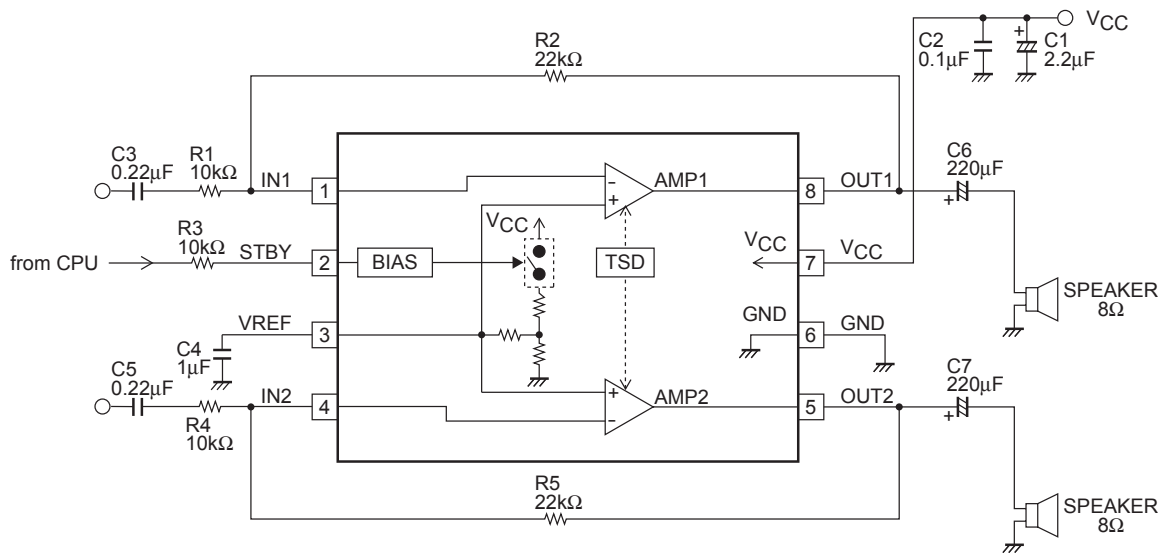 VCC
C2
0.1μF
C1
2.2μF
+
R2
22kΩ
C3
0.22μF
R1
10kΩ
IN1
1
-
+
AMP1
8
OUT1
C6
220μF
+
from CPU
R3
10kΩ
STBY
2
BIAS
VCC
TSD
VCC
7
VCC
SPEAKER
8Ω
VREF
3
GND
6
GND
C4
1μF
C5
0.22μF
R4
10kΩ
IN2
4
+
-
AMP2
5
OUT2
C7
220μF
+
R5
22kΩ
SPEAKER
8Ω